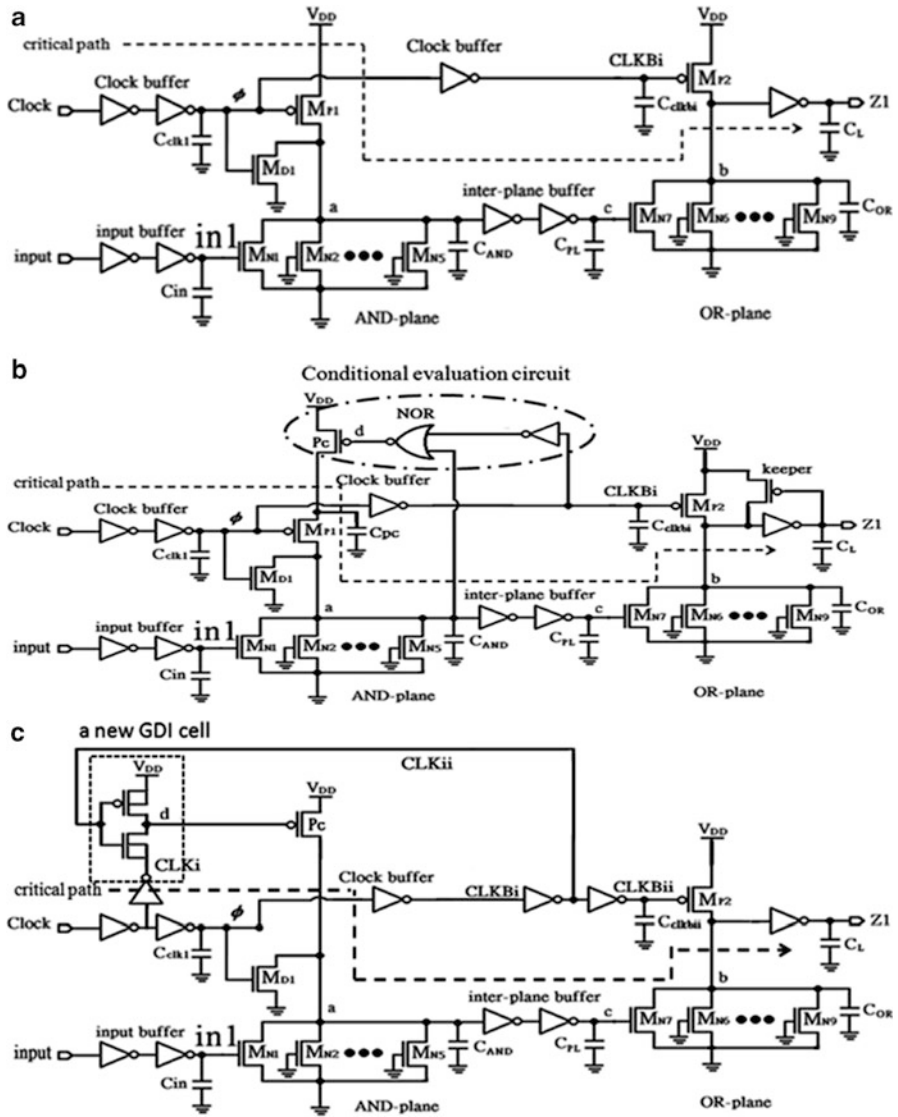 a
VDD
VDD
critical path
Clock buffer
CLKBi
MP2
Clock buffer
ø
MP1
Clock
Cclk1
Cclkbi
Z1
CL
MD1
b
inter-plane buffer
a
c
input buffer
in1
MN1
MN2
MN5
CAND
CPL
MN7
MN6
MN9
COR
input
Cin
AND-plane
OR-plane
b
Conditional evaluation circuit
VDD
NOR
PC
d
VDD
keeper
critical path
Clock buffer
CLKBi
MP2
Clock buffer
ø
MP1
Cpc
Clock
Cclk1
Cclkbi
Z1
CL
MD1
b
inter-plane buffer
a
c
input buffer
in1
MN1
MN2
MN5
CAND
CPL
MN7
MN6
MN9
COR
input
Cin
AND-plane
OR-plane
c
a new GDI cell
CLKii
VDD
VDD
d
PC
VDD
CLKi
Clock buffer
critical path
CLKBi
CLKBii
MP2
ø
Clock
Cclk1
Cclkbii
Z1
CL
MD1
b
inter-plane buffer
a
c
input buffer
in1
MN1
MN2
MN5
CAND
CPL
MN7
MN6
MN9
COR
input
Cin
AND-plane
OR-plane